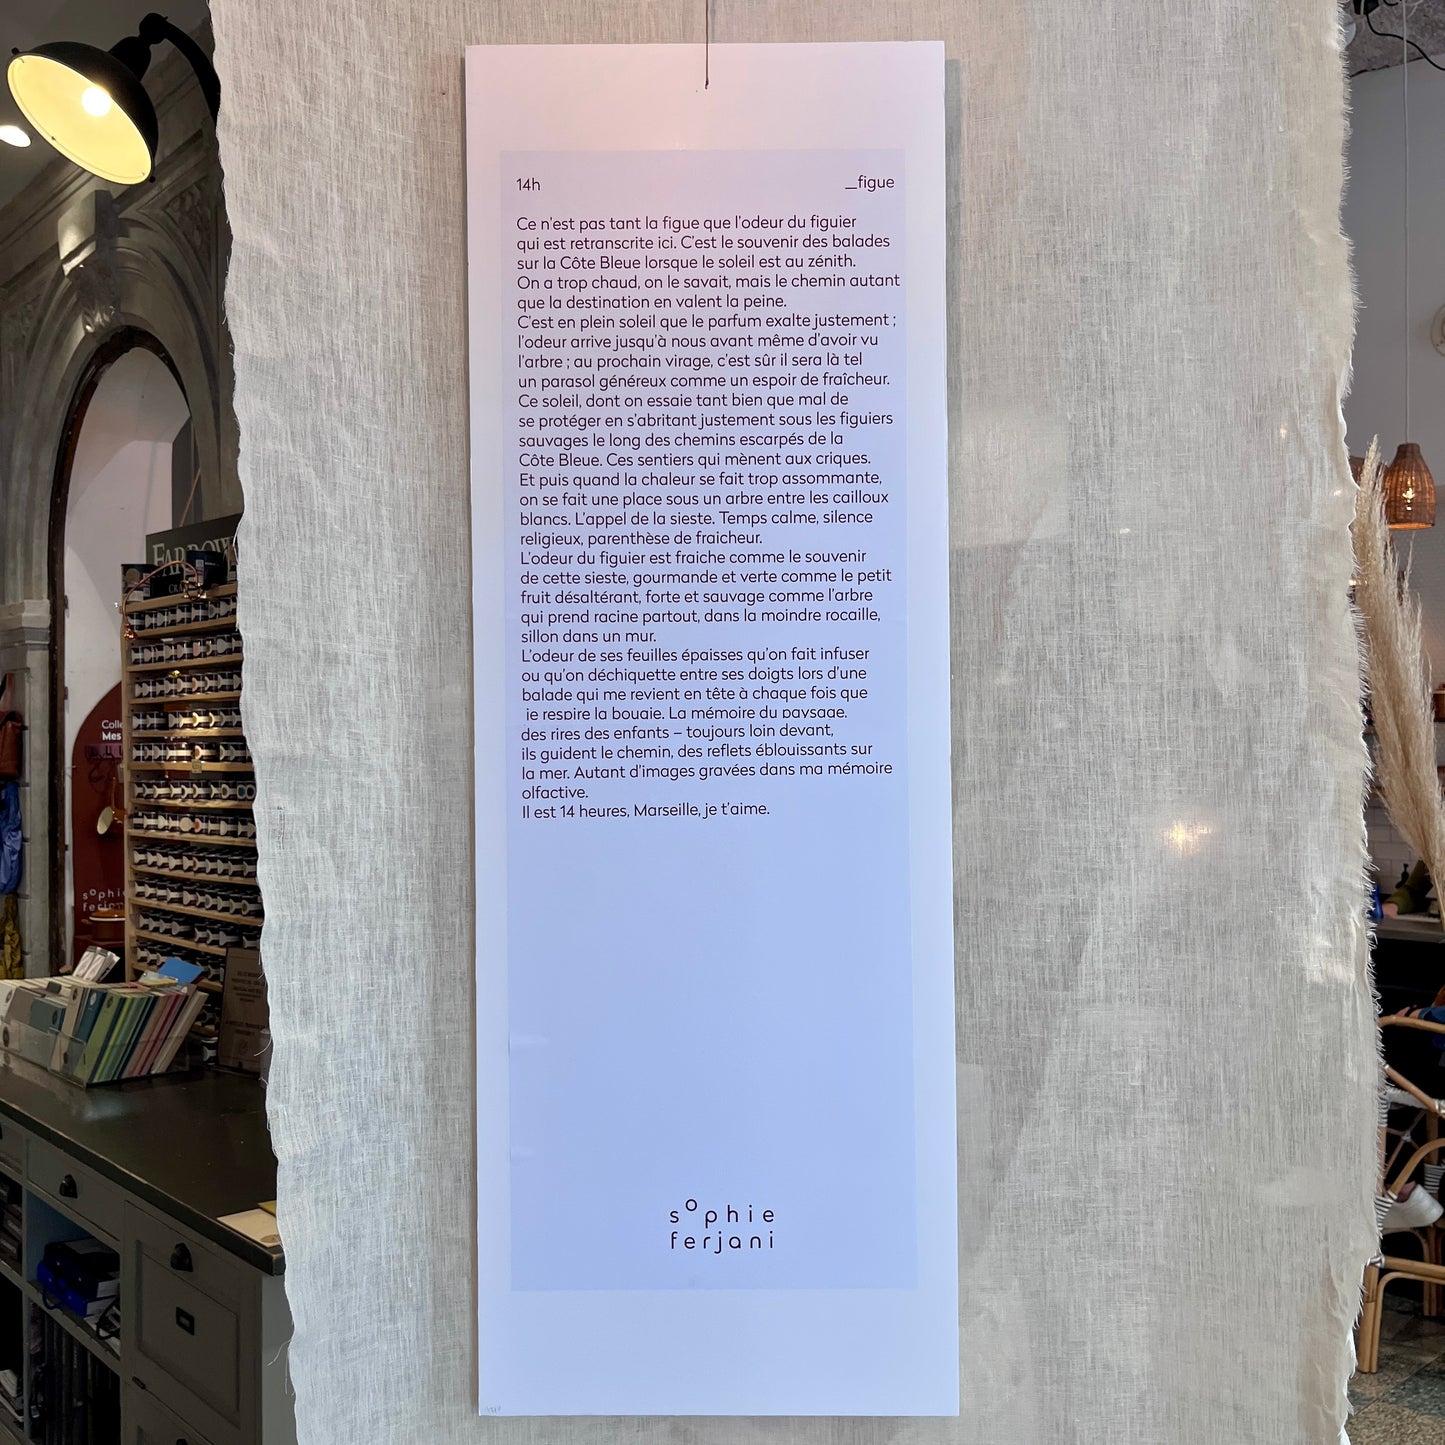 14h
_figue
Ce n'est pas tant la figue que l'odeur du figuier
qui est retranscrite ici. C'est le souvenir des balades
sur la Côte Bleue lorsque le soleil est au zénith.
On a trop chaud, on le savait, mais le chemin autant
que la destination en valent la peine.
C'est en plein soleil que le parfum exalte justement ;
l'odeur arrive jusqu'à nous avant même d'avoir vu
l'arbre ; au prochain virage, c'est sûr il sera là tel
un parasol généreux comme un espoir de fraîcheur.
Ce soleil, dont on essaie tant bien que mal de
se protéger en s'abritant justement sous les figuiers
sauvages le long des chemins escarpés de la
Côte Bleue. Ces sentiers qui mènent aux criques.
Et puis quand la chaleur se fait trop assommante,
on se fait une place sous un arbre entre les cailloux
blancs. L'appel de la sieste. Temps calme, silence
religieux, parenthèse de fraicheur.
L'odeur du figuier est fraiche comme le souvenir
de cette sieste, gourmande et verte comme le petit
fruit désaltérant, forte et sauvage comme l'arbre
qui prend racine partout, dans la moindre rocaille,
sillon dans un mur.
L'odeur de ses feuilles épaisses qu'on fait infuser
ou qu'on déchiquette entre ses doigts lors d'une
balade qui me revient en tête à chaque fois que
je respire la bougie. La mémoire du paysage,
des rires des enfants – toujours loin devant,
ils guident le chemin, des reflets éblouissants sur
la mer. Autant d'images gravées dans ma mémoire
olfactive.
Il est 14 heures, Marseille, je t'aime.
sophie
ferjani
FARROW
Colle
Mes
sophie
ferjani